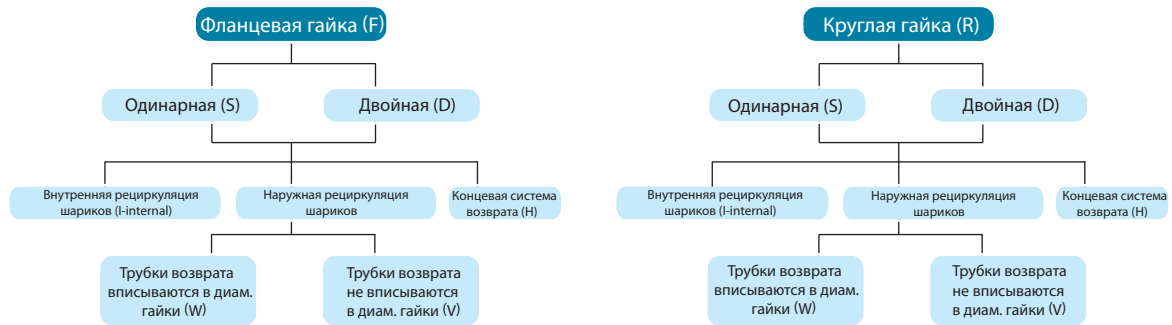 Фланцевая гайка (F)
Одинарная (S)
Двойная (D)
Внутренняя рециркуляция
шариков (I-internal)
Наружная рециркуляция
шариков
Концевая система
возврата (H)
Трубки возврата
вписываются в диам.
гайки (W)
Трубки возврата
не вписываются
в диам. гайки (V)
Круглая гайка (R)
Одинарная (S)
Двойная (D)
Внутренняя рециркуляция
шариков (I-internal)
Наружная рециркуляция
шариков
Концевая система
возврата (H)
Трубки возврата
вписываются в диам.
гайки (W)
Трубки возврата
не вписываются
в диам. гайки (V)